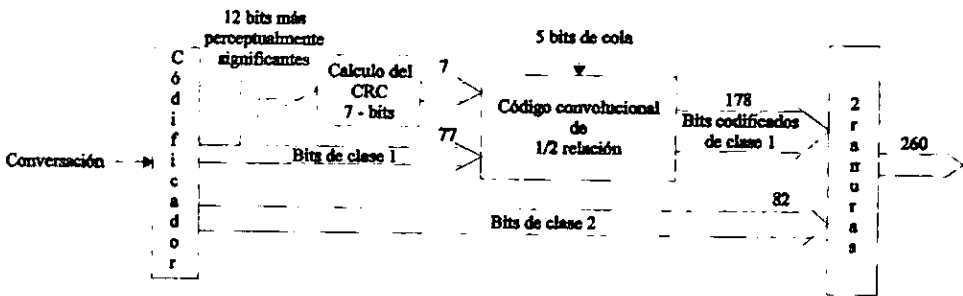 12 bits más
perceptualmente
significantes
5 bits de cola
Códificador
Calculo del
CRC
7 - bits
7
Código convolucional
de
1/2 relación
178
Bits codificados
de clase 1
2 ranuras
260
Conversación
Bits de clase 1
77
Bits de clase 2
82